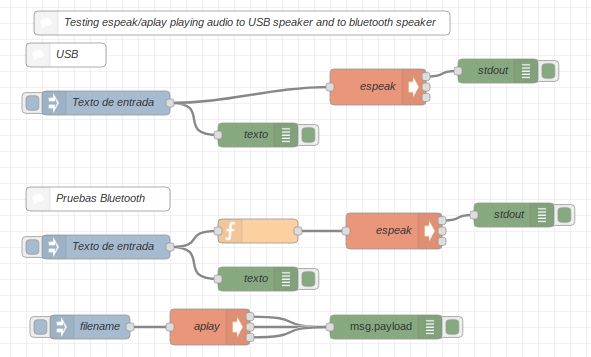 Testing espeak/aplay playing audio to USB speaker and to bluetooth speaker
USB
stdout
espeak
Texto de entrada
texto
Pruebas Bluetooth
stdout
espeak
Texto de entrada
texto
filename
aplay
msg.payload